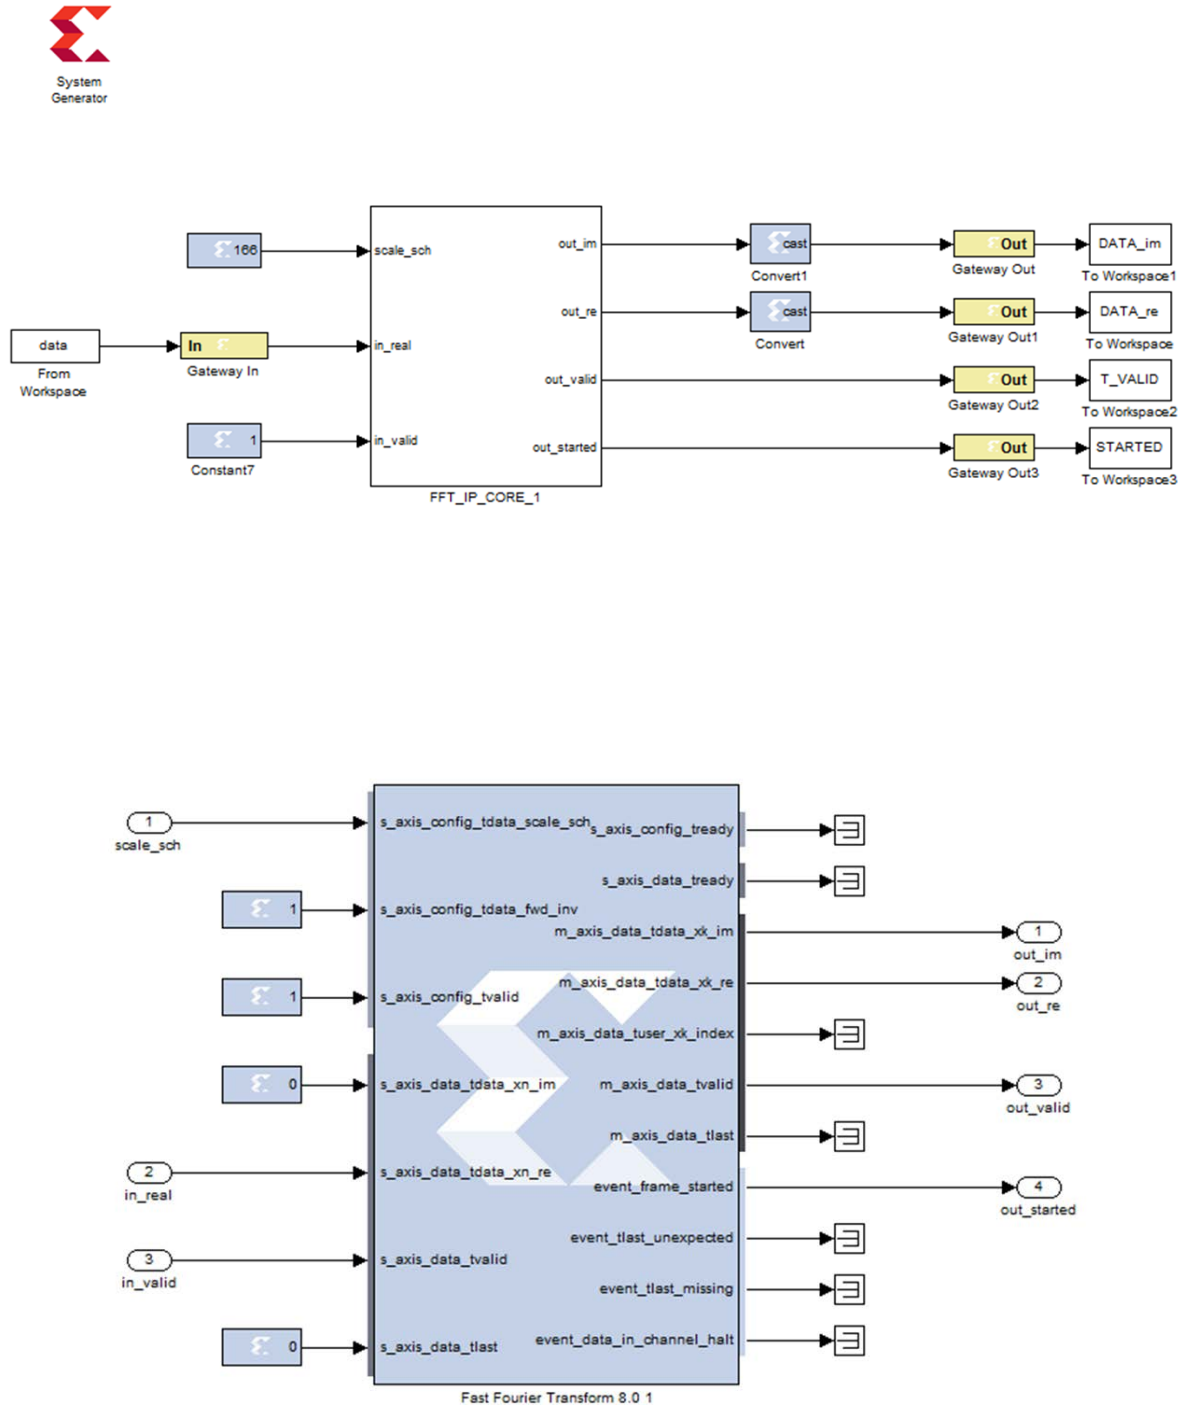 System
Generator
166
scale_sch
out_im
cast
Convert1
Out
Gateway Out
DATA_im
To Workspace1
out_re
cast
Convert
Out
Gateway Out1
DATA_re
To Workspace
data
From
Workspace
In
Gateway In
in_real
out_valid
Out
Gateway Out2
T_VALID
To Workspace2
1
Constant7
in_valid
out_started
Out
Gateway Out3
STARTED
To Workspace3
FFT_IP_CORE_1
1
scale_sch
s_axis_config_tdata_scale_sch
s_axis_config_tready
s_axis_data_tready
1
s_axis_config_tdata_fwd_inv
m_axis_data_tdata_xk_im
1
out_im
m_axis_data_tdata_xk_re
2
out_re
1
s_axis_config_tvalid
m_axis_data_tuser_xk_index
0
s_axis_data_tdata_xn_im
m_axis_data_tvalid
3
out_valid
m_axis_data_tlast
2
in_real
s_axis_data_tdata_xn_re
event_frame_started
4
out_started
event_tlast_unexpected
3
in_valid
s_axis_data_tvalid
event_tlast_missing
0
s_axis_data_tlast
event_data_in_channel_halt
Fast Fourier Transform 8.0 1